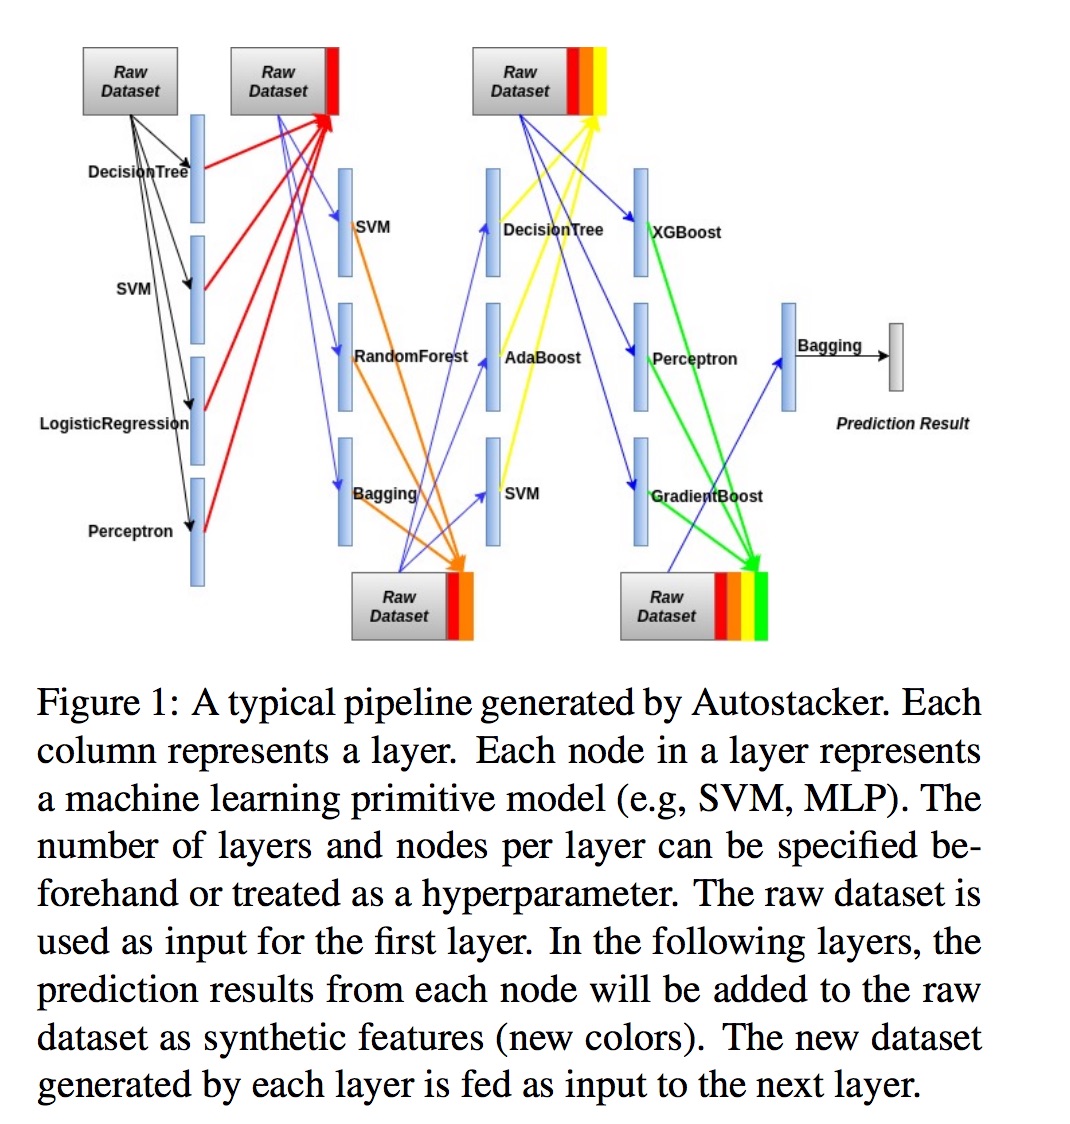 Raw
Dataset
Raw
Dataset
Raw
Dataset
DecisionTree
SVM
LogisticRegression
Perceptron
SVM
RandomForest
Bagging
DecisionTree
AdaBoost
SVM
XGBoost
Perceptron
GradientBoost
Bagging
Prediction Result
Raw
Dataset
Raw
Dataset
Figure 1: A typical pipeline generated by Autostacker. Each
column represents a layer. Each node in a layer represents
a machine learning primitive model (e.g, SVM, MLP). The
number of layers and nodes per layer can be specified be-
forehand or treated as a hyperparameter. The raw dataset is
used as input for the first layer. In the following layers, the
prediction results from each node will be added to the raw
dataset as synthetic features (new colors). The new dataset
generated by each layer is fed as input to the next layer.